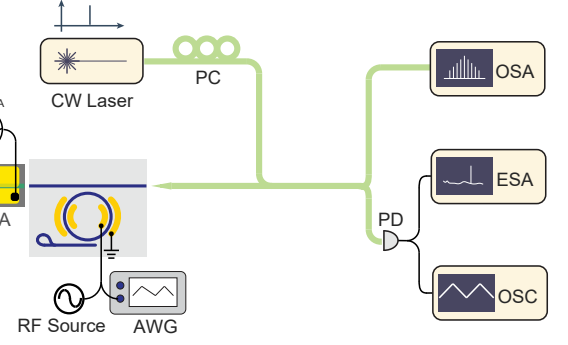 CW Laser
PC
OSA
A
ESA
A
PD
OSC
RF Source
AWG